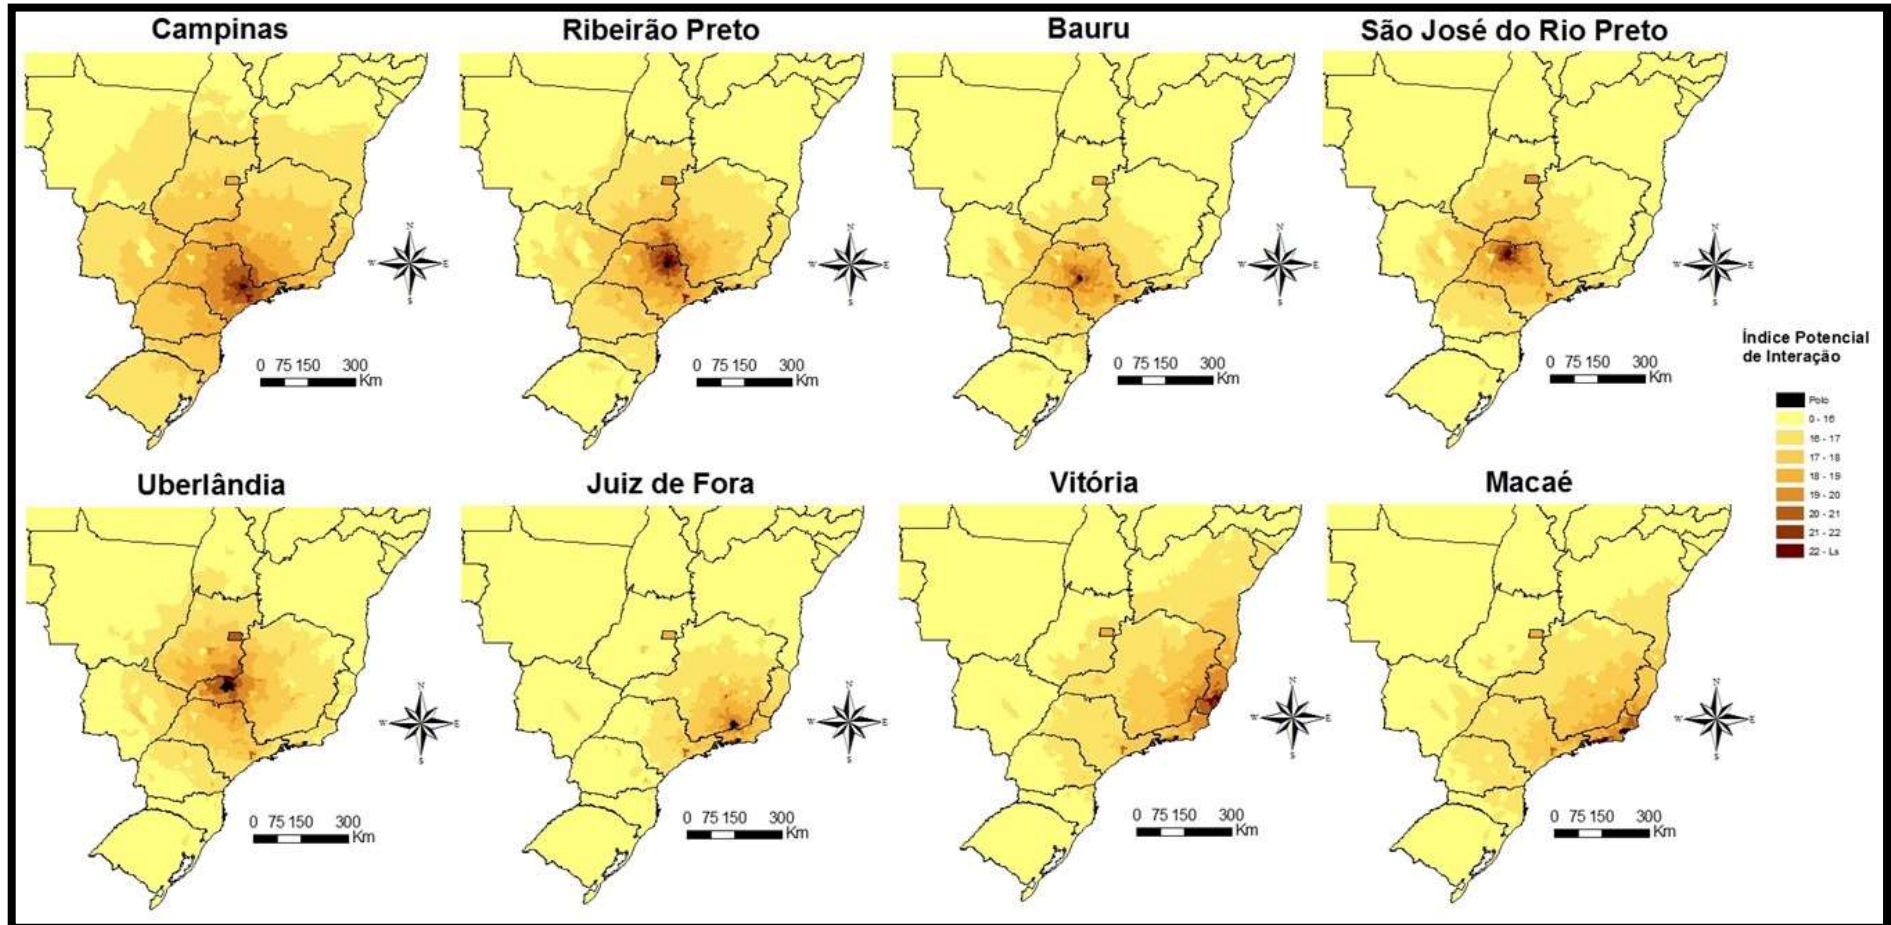 Campinas
Ribeirão Preto
Bauru
São José do Rio Preto
N
W E
S
N
W E
S
N
W E
S
N
W E
S
0 75 150 300
Km
0 75 150 300
Km
0 75 150 300
Km
0 75 150 300
Km
Índice Potencial
de Interação
Polo
0 - 16
16 - 17
17 - 18
18 - 19
19 - 20
20 - 21
21 - 22
22 - Ls
Uberlândia
Juiz de Fora
Vitória
Macaé
N
W E
S
N
W E
S
N
W E
S
N
W E
S
0 75 150 300
Km
0 75 150 300
Km
0 75 150 300
Km
0 75 150 300
Km